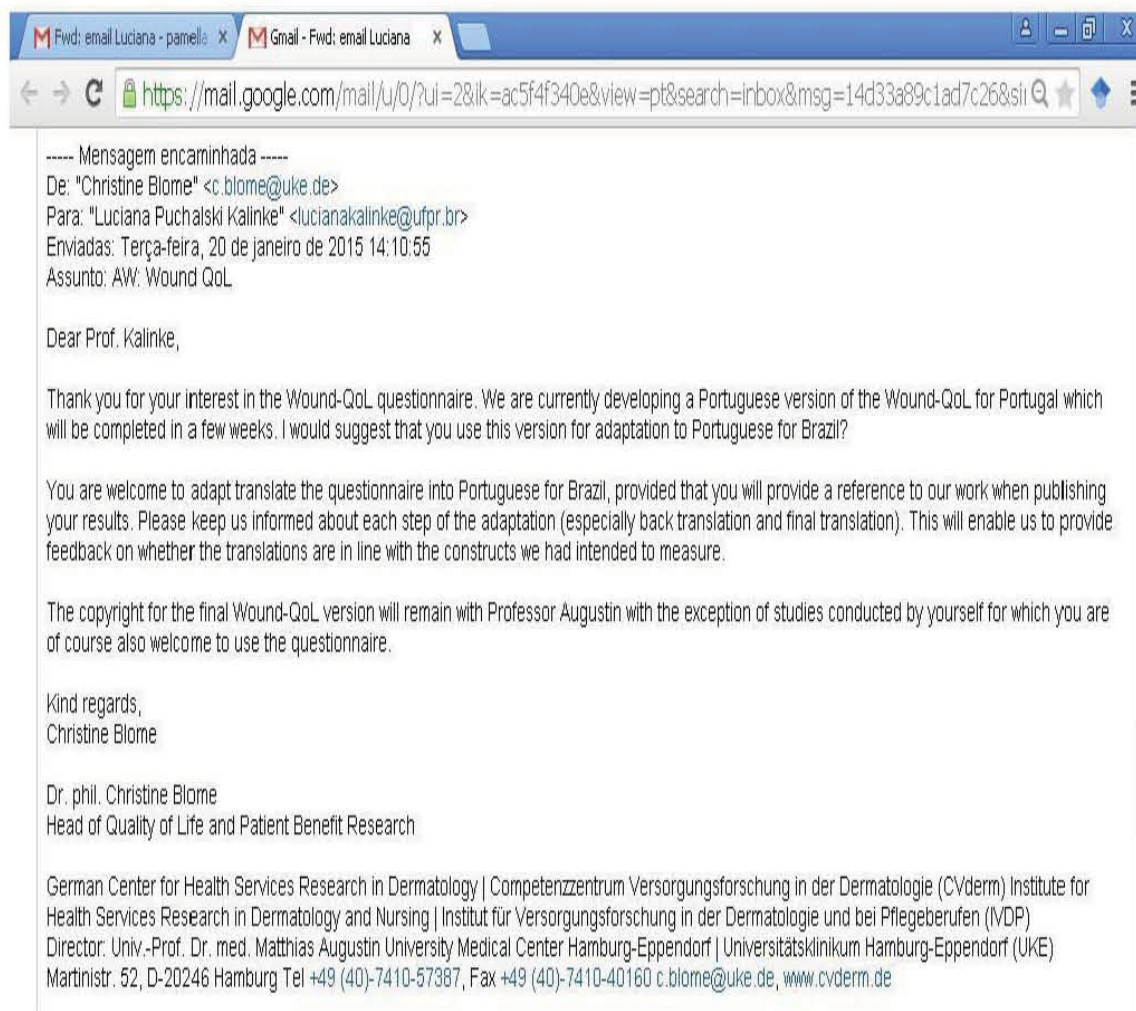 Fwd: email Luciana - pamella x
Gmail - Fwd: email Luciana x
https://mail.google.com/mail/u/0/?ui=2&ik=ac5f4f340e&view=pt&search=inbox&msg=14d33a89c1ad7c26&sii
----- Mensagem encaminhada -----
De: "Christine Blome" <c.blome@uke.de>
Para: "Luciana Puchalski Kalinke" <lucianakalinke@ufpr.br>
Enviadas: Terça-feira, 20 de janeiro de 2015 14:10:55
Assunto: AW: Wound QoL
Dear Prof. Kalinke,
Thank you for your interest in the Wound-QoL questionnaire. We are currently developing a Portuguese version of the Wound-QoL for Portugal which
will be completed in a few weeks. I would suggest that you use this version for adaptation to Portuguese for Brazil?
You are welcome to adapt translate the questionnaire into Portuguese for Brazil, provided that you will provide a reference to our work when publishing
your results. Please keep us informed about each step of the adaptation (especially back translation and final translation). This will enable us to provide
feedback on whether the translations are in line with the constructs we had intended to measure.
The copyright for the final Wound-QoL version will remain with Professor Augustin with the exception of studies conducted by yourself for which you are
of course also welcome to use the questionnaire.
Kind regards,
Christine Blome
Dr. phil. Christine Blome
Head of Quality of Life and Patient Benefit Research
German Center for Health Services Research in Dermatology | Competenzzentrum Versorgungsforschung in der Dermatologie (CVderm) Institute for
Health Services Research in Dermatology and Nursing | Institut für Versorgungsforschung in der Dermatologie und bei Pflegeberufen (IVDP)
Director: Univ.-Prof. Dr. med. Matthias Augustin University Medical Center Hamburg-Eppendorf | Universitätsklinikum Hamburg-Eppendorf (UKE)
Martinistr. 52, D-20246 Hamburg Tel +49 (40)-7410-57387, Fax +49 (40)-7410-40160 c.blome@uke.de, www.cvderm.de